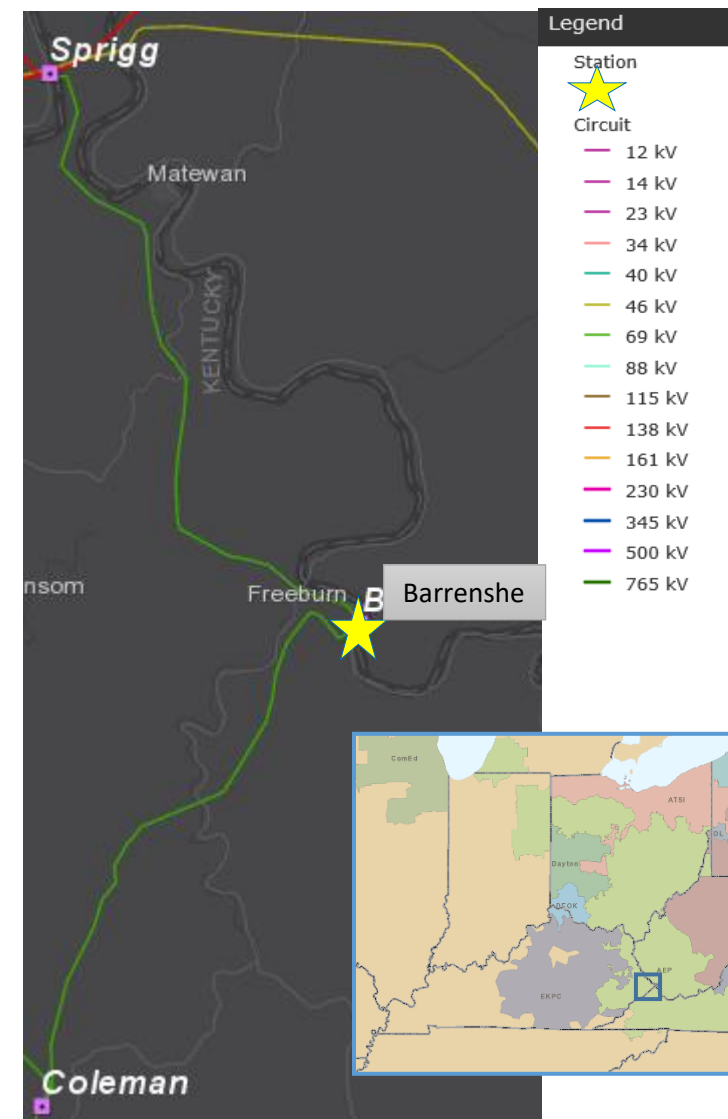 Sprigg
Matewan
KENTUCKY
nsom
Freeburn
B
Barrenshe
Coleman
Legend
Station
Circuit
12 kV
14 kV
23 kV
34 kV
40 kV
46 kV
69 kV
88 kV
115 kV
138 kV
161 kV
230 kV
345 kV
500 kV
765 kV
ComEd
ATSI
DL
Dayton
DEOK
AEP
EKPC